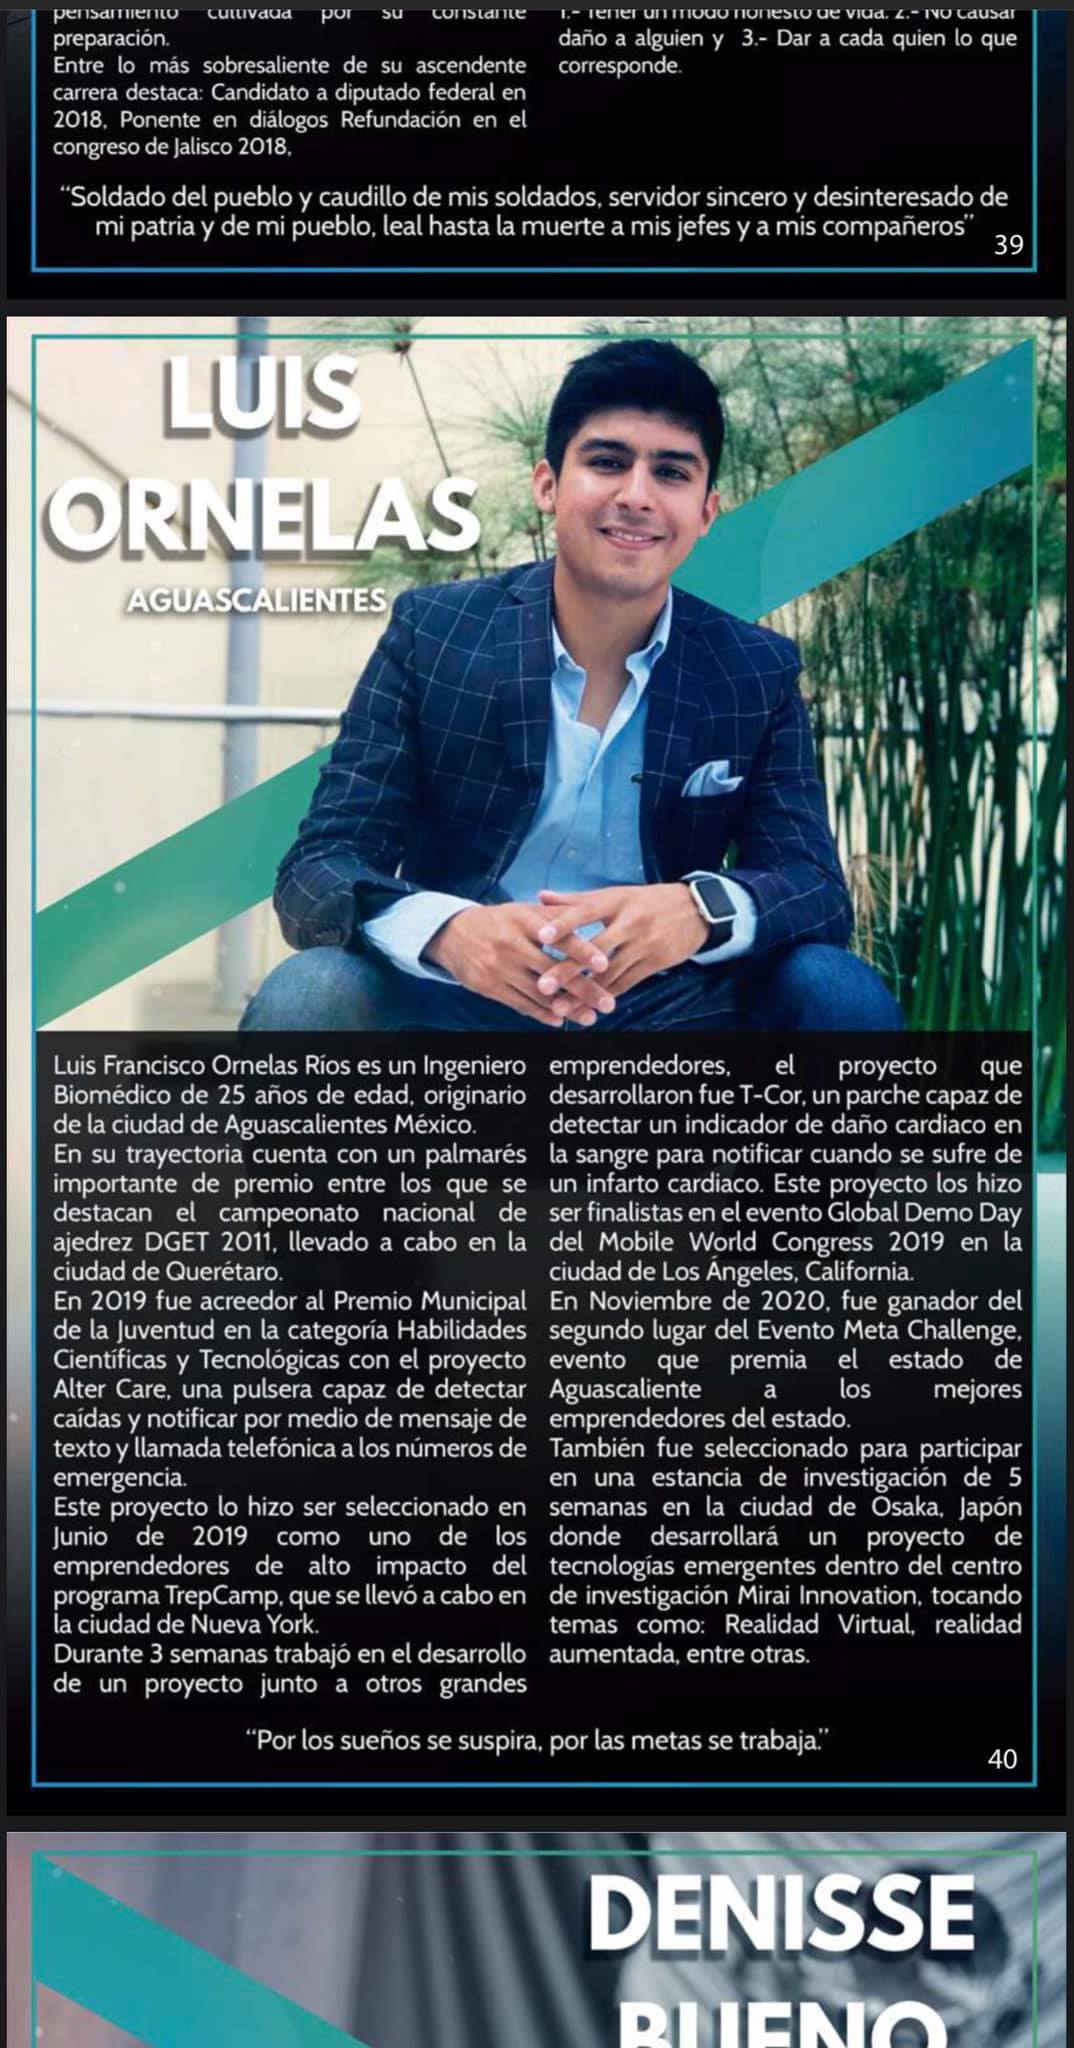 pensamiento cultivada por su constante
preparación.
Entre lo más sobresaliente de su ascendente
carrera destaca: Candidato a diputado federal en
2018, Ponente en diálogos Refundación en el
congreso de Jalisco 2018,
1.- Tener un modo honesto de vida. 2.- No causar
daño a alguien y 3.- Dar a cada quien lo que
corresponde.
“Soldado del pueblo y caudillo de mis soldados, servidor sincero y desinteresado de
mi patria y de mi pueblo, leal hasta la muerte a mis jefes y a mis compañeros”
39
LUIS
ORNELAS
AGUASCALIENTES
Luis Francisco Ornelas Ríos es un Ingeniero
Biomédico de 25 años de edad, originario
de la ciudad de Aguascalientes México.
En su trayectoria cuenta con un palmarés
importante de premio entre los que se
destacan el campeonato nacional de
ajedrez DGET 2011, llevado a cabo en la
ciudad de Querétaro.
En 2019 fue acreedor al Premio Municipal
de la Juventud en la categoría Habilidades
Científicas y Tecnológicas con el proyecto
Alter Care, una pulsera capaz de detectar
caídas y notificar por medio de mensaje de
texto y llamada telefónica a los números de
emergencia.
Este proyecto lo hizo ser seleccionado en
Junio de 2019 como uno de los
emprendedores de alto impacto del
programa TrepCamp, que se llevó a cabo en
la ciudad de Nueva York.
Durante 3 semanas trabajó en el desarrollo
de un proyecto junto a otros grandes
emprendedores, el proyecto que
desarrollaron fue T-Cor, un parche capaz de
detectar un indicador de daño cardiaco en
la sangre para notificar cuando se sufre de
un infarto cardiaco. Este proyecto los hizo
ser finalistas en el evento Global Demo Day
del Mobile World Congress 2019 en la
ciudad de Los Ángeles, California.
En Noviembre de 2020, fue ganador del
segundo lugar del Evento Meta Challenge,
evento que premia el estado de
Aguascaliente a los mejores
emprendedores del estado.
También fue seleccionado para participar
en una estancia de investigación de 5
semanas en la ciudad de Osaka, Japón
donde desarrollará un proyecto de
tecnologías emergentes dentro del centro
de investigación Mirai Innovation, tocando
temas como: Realidad Virtual, realidad
aumentada, entre otras.
“Por los sueños se suspira, por las metas se trabaja.”
40
DENISSE
BUENO